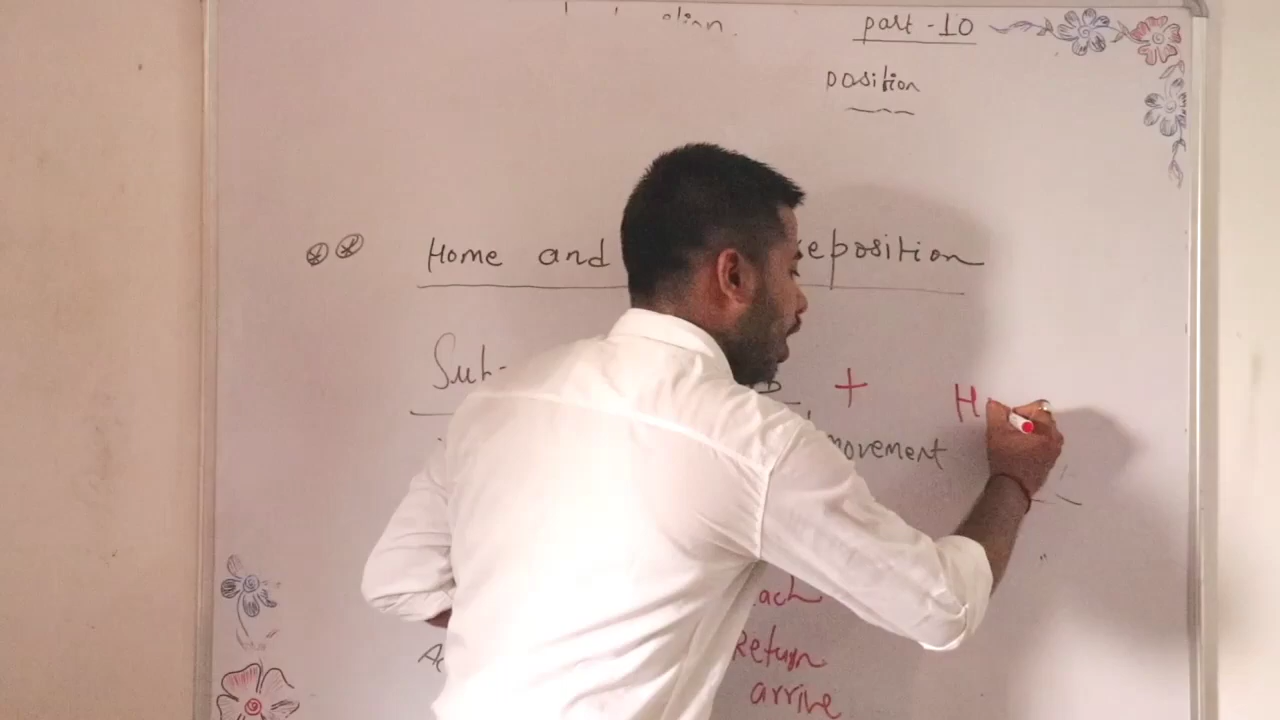 part-10
position
Home and eposition
Sub- +
H
movement
ach
Return
arrive